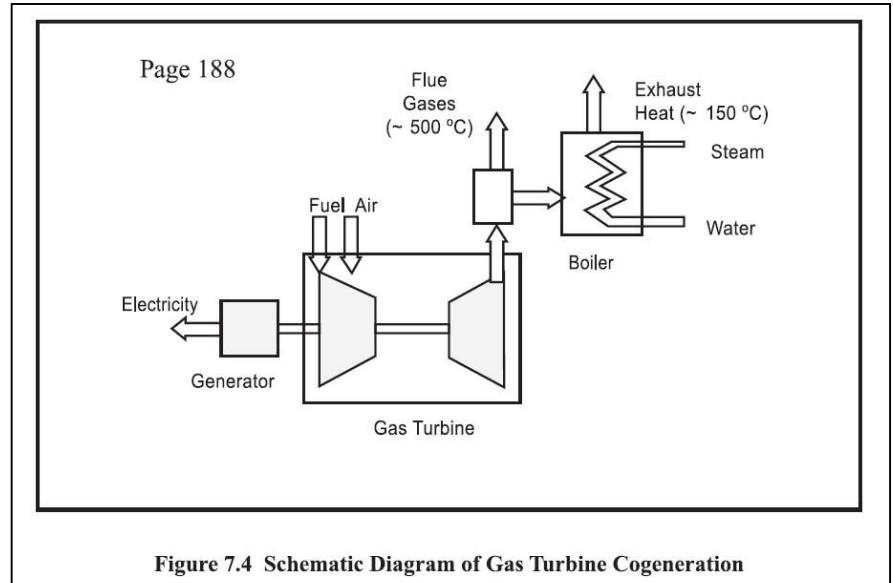 Page 188
Flue
Gases
(~ 500 ºC)
Exhaust
Heat (~ 150 ºC)
Steam
Water
Boiler
Fuel Air
Electricity
Generator
Gas Turbine
Figure 7.4 Schematic Diagram of Gas Turbine Cogeneration